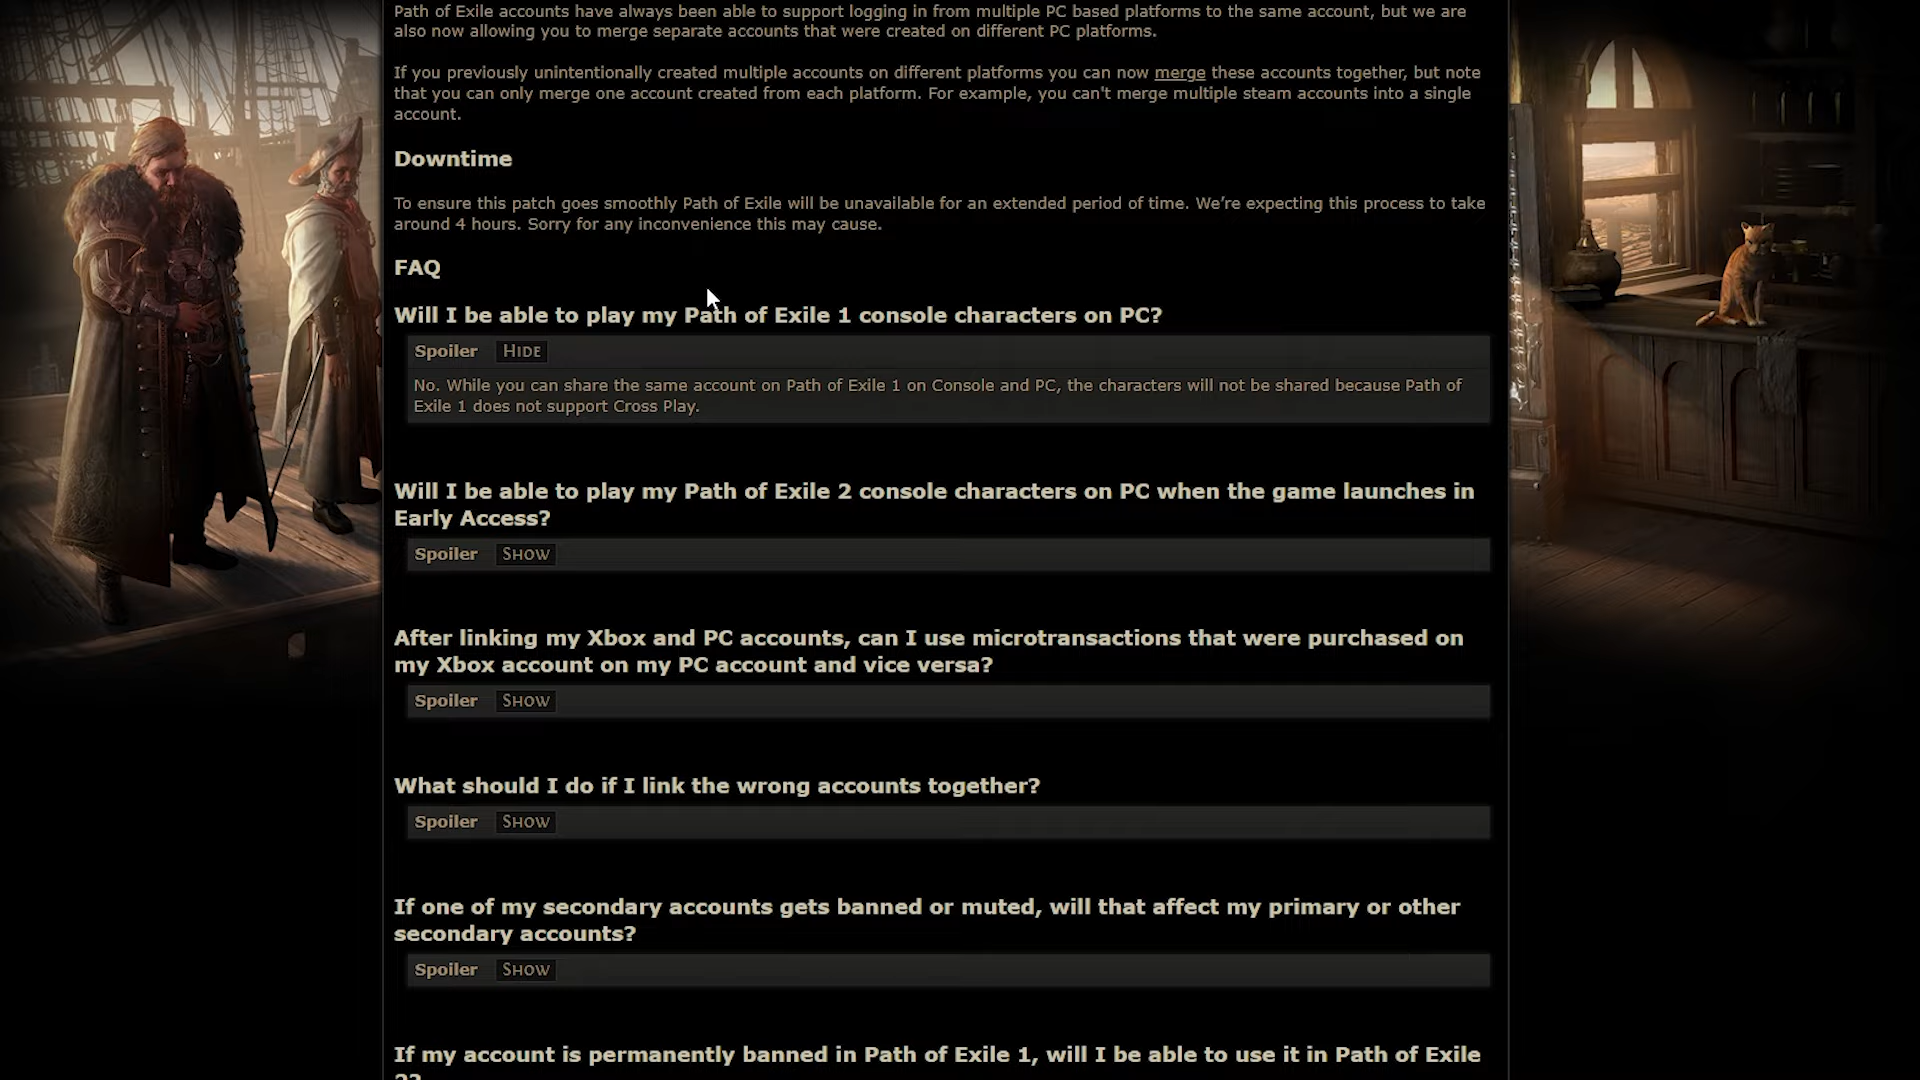 Path of Exile accounts have always been able to support logging in from multiple PC based platforms to the same account, but we are
also now allowing you to merge separate accounts that were created on different PC platforms.
If you previously unintentionally created multiple accounts on different platforms you can now merge these accounts together, but note
that you can only merge one account created from each platform. For example, you can't merge multiple steam accounts into a single
account.
Downtime
To ensure this patch goes smoothly Path of Exile will be unavailable for an extended period of time. We’re expecting this process to take
around 4 hours. Sorry for any inconvenience this may cause.
FAQ
Will I be able to play my Path of Exile 1 console characters on PC?
Spoiler HIDE
No. While you can share the same account on Path of Exile 1 on Console and PC, the characters will not be shared because Path of
Exile 1 does not support Cross Play.
Will I be able to play my Path of Exile 2 console characters on PC when the game launches in
Early Access?
Spoiler SHOW
After linking my Xbox and PC accounts, can I use microtransactions that were purchased on
my Xbox account on my PC account and vice versa?
Spoiler SHOW
What should I do if I link the wrong accounts together?
Spoiler SHOW
If one of my secondary accounts gets banned or muted, will that affect my primary or other
secondary accounts?
Spoiler SHOW
If my account is permanently banned in Path of Exile 1, will I be able to use it in Path of Exile